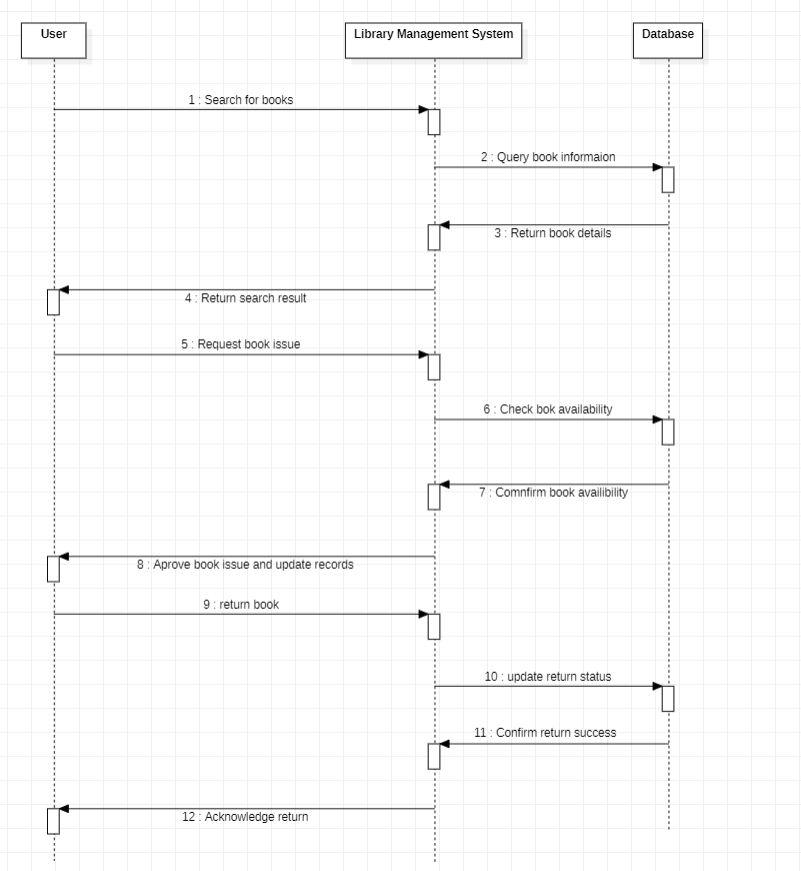 User
Library Management System
Database
1 : Search for books
2 : Query book informaion
3 : Return book details
4 : Return search result
5 : Request book issue
6 : Check bok availability
7 : Comnfirm book availibility
8 : Aprove book issue and update records
9 : return book
10 : update return status
11 : Confirm return success
12 : Acknowledge return